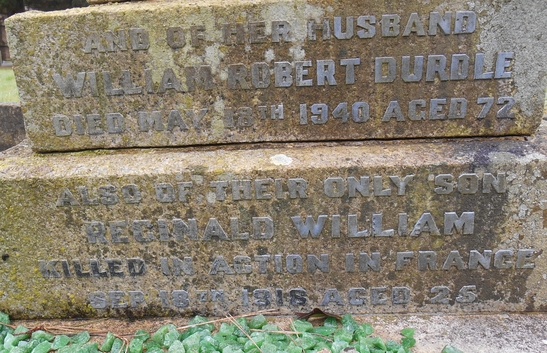 AND OF HER HUSBAND
WILLIAM ROBERT DURDLE
DIED MAY 18TH 1940 AGED 72
ALSO OF THEIR ONLY SON
REGINALD WILLIAM
KILLED IN ACTION IN FRANCE
SEP 18TH 1918 AGED 25